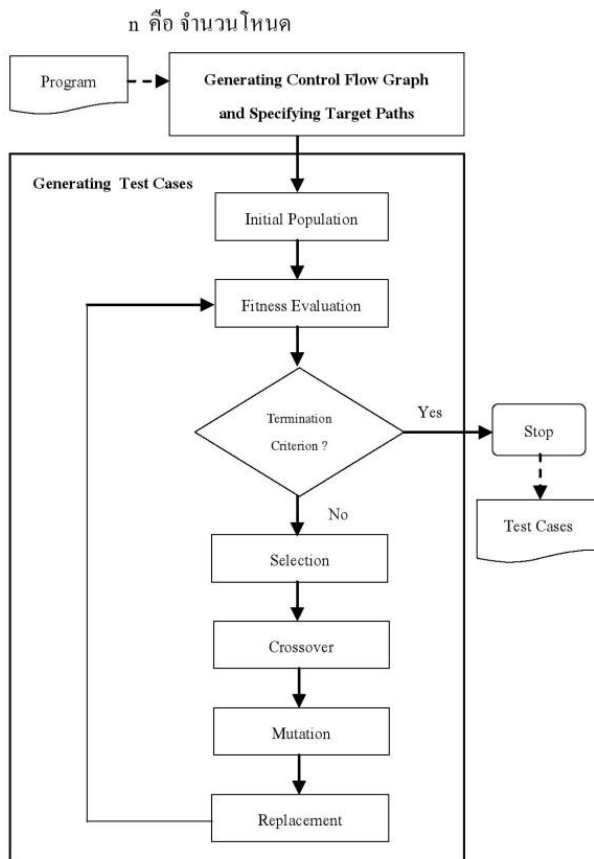 n คือ จำนวนโหนด
Program
Generating Control Flow Graph
and Specifying Target Paths
Generating Test Cases
Initial Population
Fitness Evaluation
Termination
Criterion ?
Yes
Stop
Test Cases
No
Selection
Crossover
Mutation
Replacement